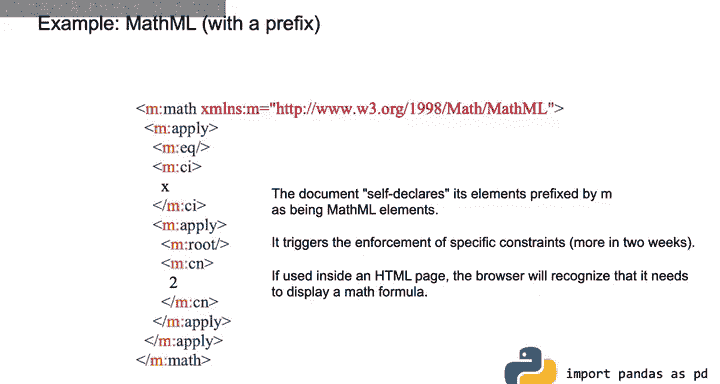 Example: MathML (with a prefix)
<m:math xmlns:m="http://www.w3.org/1998/Math/MathML">
<m:apply>
<m:eq/>
<m:ci>
x
</m:ci>
<m:apply>
<m:root/>
<m:cn>
2
</m:cn>
</m:apply>
</m:apply>
</m:math>
The document "self-declares" its elements prefixed by m
as being MathML elements.
It triggers the enforcement of specific constraints (more in two weeks).
If used inside an HTML page, the browser will recognize that it needs
to display a math formula.
import pandas as pd